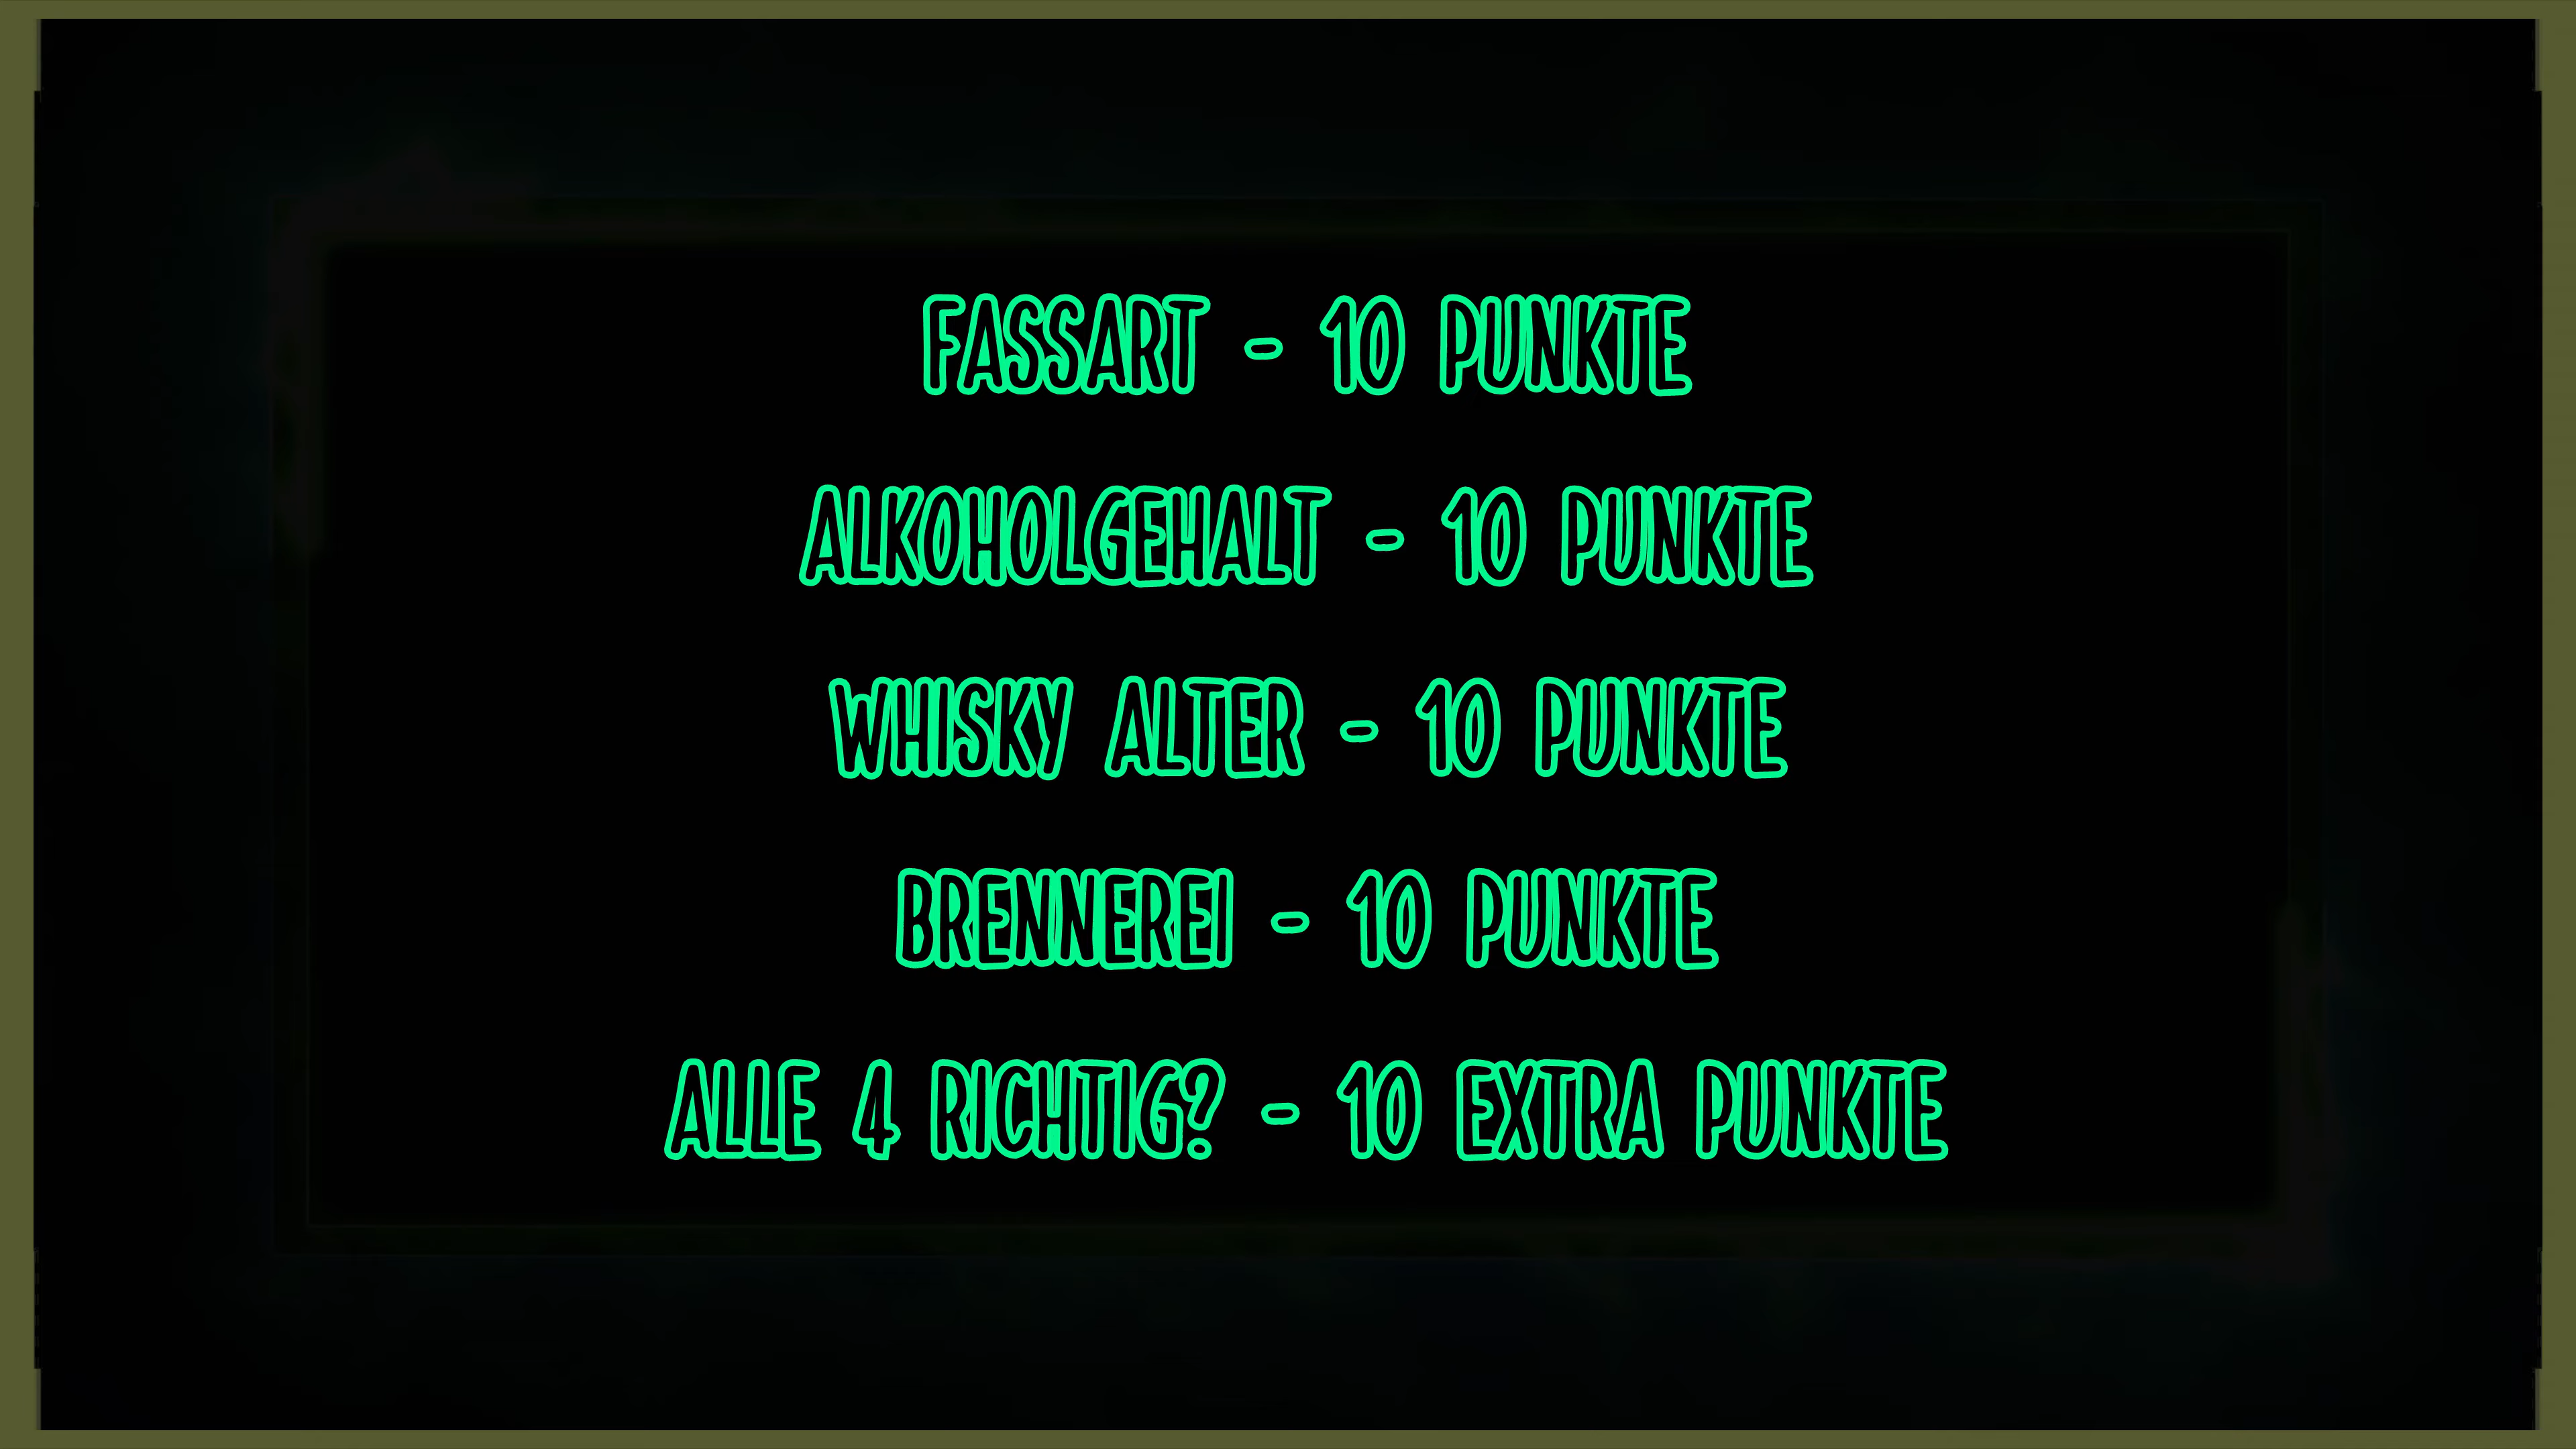 FASSART - 10 PUNKTE
ALKOHOLGEHALT - 10 PUNKTE
WHISKY ALTER - 10 PUNKTE
BRENNEREI - 10 PUNKTE
ALLE 4 RICHTIG? - 10 EXTRA PUNKTE